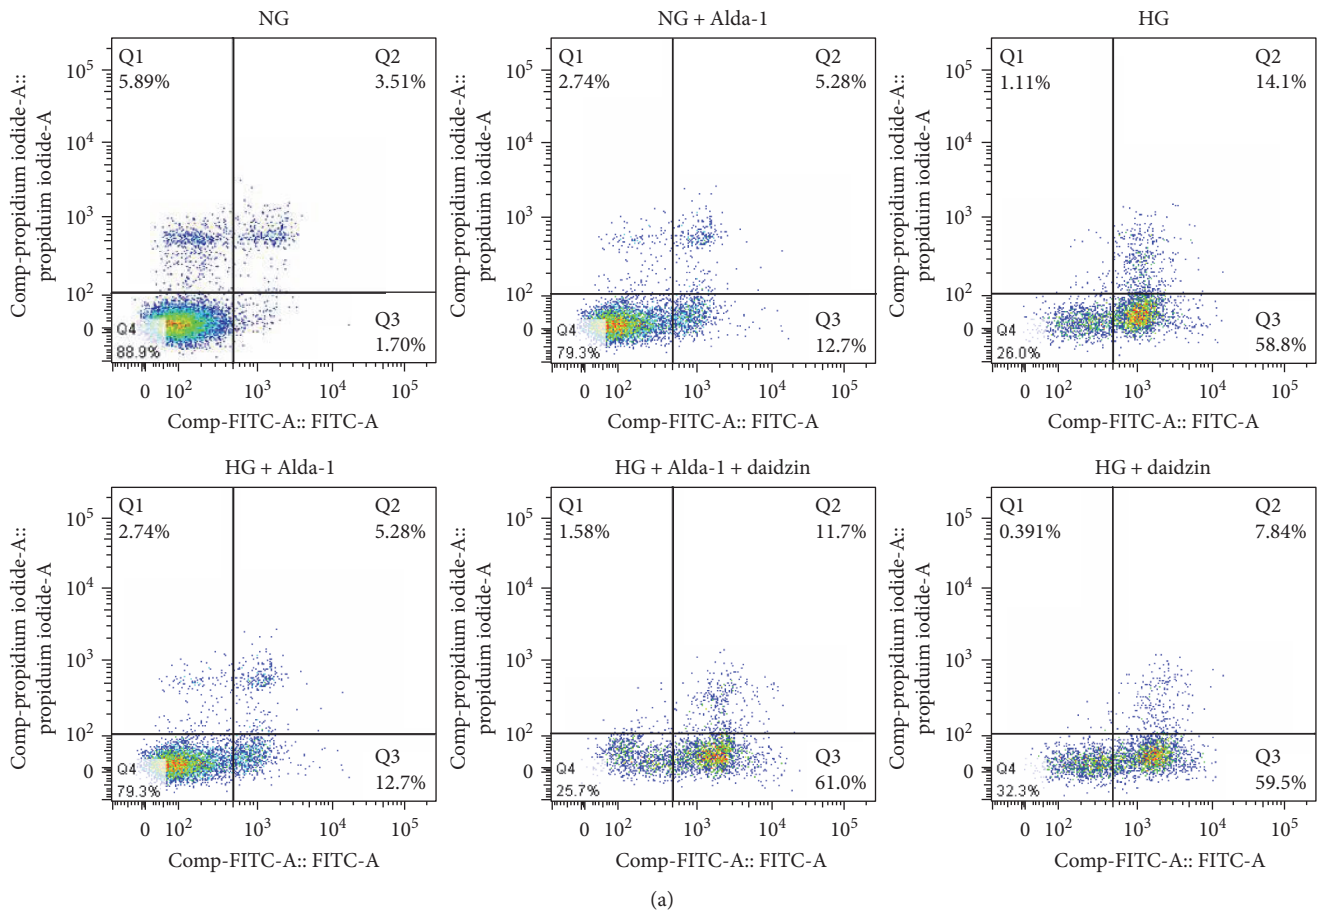 NG
Q1
5.89%
Q2
3.51%
Q4
88.9%
Q3
1.70%
10^5
10^4
10^3
10^2
0
0 10^2 10^3 10^4 10^5
Comp-propidium iodide-A::
propiduim iodide-A
Comp-FITC-A:: FITC-A
NG + Alda-1
Q1
2.74%
Q2
5.28%
Q4
79.3%
Q3
12.7%
10^5
10^4
10^3
10^2
0
0 10^2 10^3 10^4 10^5
Comp-propidium iodide-A::
propiduim iodide-A
Comp-FITC-A:: FITC-A
HG
Q1
1.11%
Q2
14.1%
Q4
26.0%
Q3
58.8%
10^5
10^4
10^3
10^2
0
0 10^2 10^3 10^4 10^5
Comp-propidium iodide-A::
propiduim iodide-A
Comp-FITC-A:: FITC-A
HG + Alda-1
Q1
2.74%
Q2
5.28%
Q4
79.3%
Q3
12.7%
10^5
10^4
10^3
10^2
0
0 10^2 10^3 10^4 10^5
Comp-propidium iodide-A::
propiduim iodide-A
Comp-FITC-A:: FITC-A
HG + Alda-1 + daidzin
Q1
1.58%
Q2
11.7%
Q4
25.7%
Q3
61.0%
10^5
10^4
10^3
10^2
0
0 10^2 10^3 10^4 10^5
Comp-propidium iodide-A::
propiduim iodide-A
Comp-FITC-A:: FITC-A
HG + daidzin
Q1
0.391%
Q2
7.84%
Q4
32.3%
Q3
59.5%
10^5
10^4
10^3
10^2
0
0 10^2 10^3 10^4 10^5
Comp-propidium iodide-A::
propiduim iodide-A
Comp-FITC-A:: FITC-A
(a)